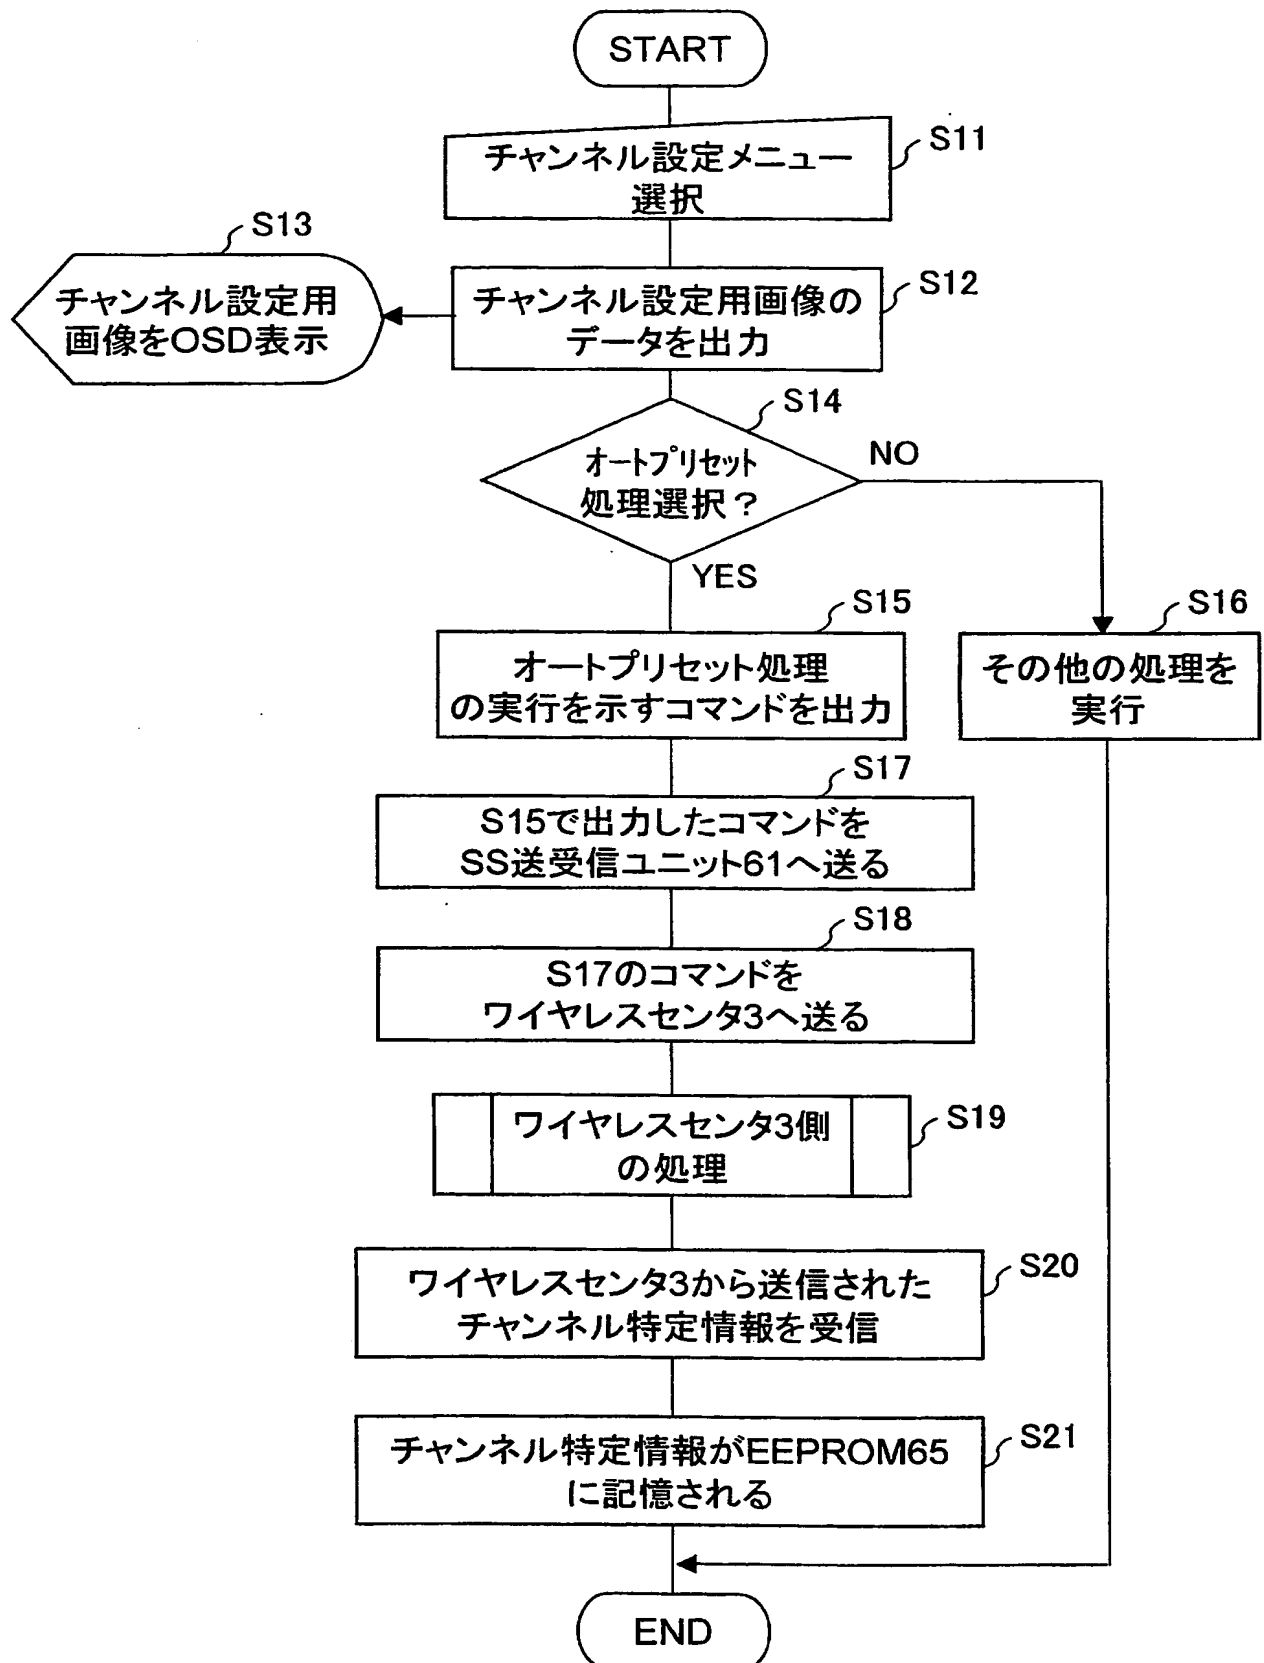 START
S11
チャンネル設定メニュー
選択
S13
チャンネル設定用
画像をOSD表示
S12
チャンネル設定用画像の
データを出力
S14
オートプリセット
処理選択？
NO
YES
S15
オートプリセット処理
の実行を示すコマンドを出力
S16
その他の処理を
実行
S17
S15で出力したコマンドを
SS送受信ユニット61へ送る
S18
S17のコマンドを
ワイヤレスセンタ3へ送る
S19
ワイヤレスセンタ3側
の処理
S20
ワイヤレスセンタ3から送信された
チャンネル特定情報を受信
S21
チャンネル特定情報がEEPROM65
に記憶される
END